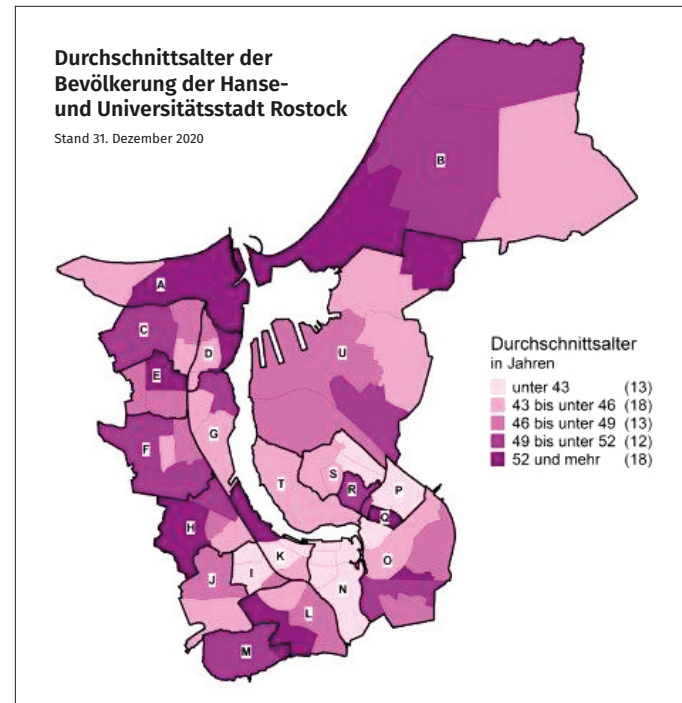 Durchschnittsalter der
Bevölkerung der Hanse-
und Universitätsstadt Rostock
Stand 31. Dezember 2020
B
A
C
D
E
U
F
G
S
T
R
P
Q
H
K
O
J
I
N
L
M
Durchschnittsalter
in Jahren
unter 43 (13)
43 bis unter 46 (18)
46 bis unter 49 (13)
49 bis unter 52 (12)
52 und mehr (18)